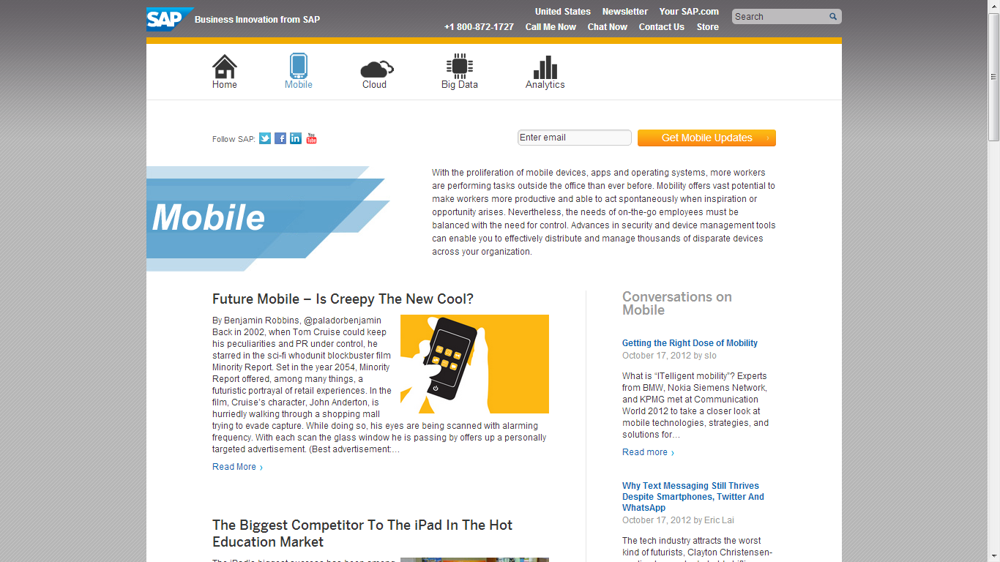 SAP Business Innovation from SAP
United States Newsletter Your SAP.com
+1 800-872-1727 Call Me Now Chat Now Contact Us Store
Search
Home Mobile Cloud Big Data Analytics
Follow SAP: You Tube
Enter email
Get Mobile Updates ›
Mobile
With the proliferation of mobile devices, apps and operating systems, more workers
are performing tasks outside the office than ever before. Mobility offers vast potential to
make workers more productive and able to act spontaneously when inspiration or
opportunity arises. Nevertheless, the needs of on-the-go employees must be
balanced with the need for control. Advances in security and device management tools
can enable you to effectively distribute and manage thousands of disparate devices
across your organization.
Future Mobile – Is Creepy The New Cool?
By Benjamin Robbins, @paladorbenjamin
Back in 2002, when Tom Cruise could keep
his peculiarities and PR under control, he
starred in the sci-fi whodunit blockbuster film
Minority Report. Set in the year 2054, Minority
Report offered, among many things, a
futuristic portrayal of retail experiences. In the
film, Cruise’s character, John Anderton, is
hurriedly walking through a shopping mall
trying to evade capture. While doing so, his eyes are being scanned with alarming
frequency. With each scan the glass window he is passing by offers up a personally
targeted advertisement. (Best advertisement:…
Read More ›
The Biggest Competitor To The iPad In The Hot
Education Market
The iPad's biggest success has been among
Conversations on
Mobile
Getting the Right Dose of Mobility
October 17, 2012 by slo
What is “ITelligent mobility”? Experts
from BMW, Nokia Siemens Network,
and KPMG met at Communication
World 2012 to take a closer look at
mobile technologies, strategies, and
solutions for…
Read more ›
Why Text Messaging Still Thrives
Despite Smartphones, Twitter And
WhatsApp
October 17, 2012 by Eric Lai
The tech industry attracts the worst
kind of futurists, Clayton Christensen-